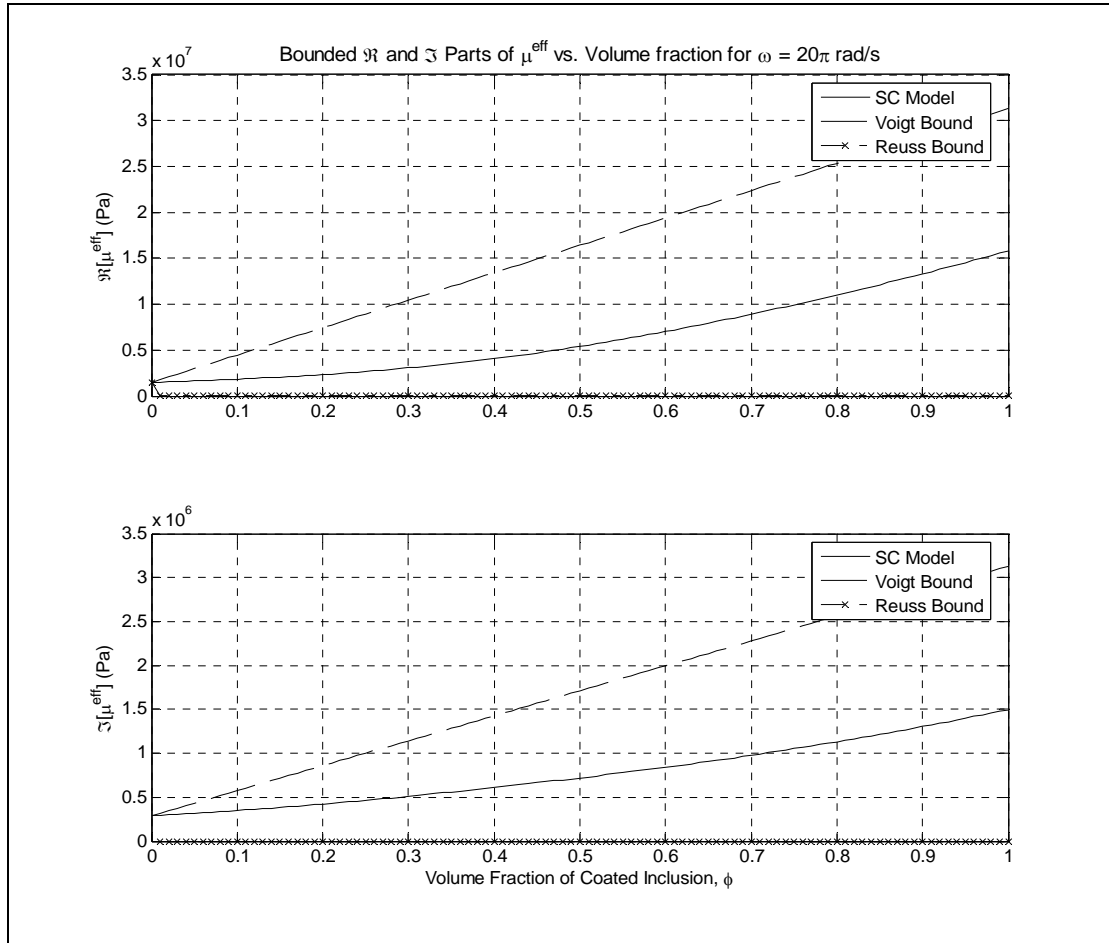 Bounded ℜ and ℑ Parts of μ^eff vs. Volume fraction for ω = 20π rad/s
x 10^7
3.5
3
2.5
2
1.5
1
0.5
0
ℜ[μ^eff] (Pa)
SC Model
Voigt Bound
Reuss Bound
0 0.1 0.2 0.3 0.4 0.5 0.6 0.7 0.8 0.9 1
x 10^6
3.5
3
2.5
2
1.5
1
0.5
0
ℑ[μ^eff] (Pa)
SC Model
Voigt Bound
Reuss Bound
0 0.1 0.2 0.3 0.4 0.5 0.6 0.7 0.8 0.9 1
Volume Fraction of Coated Inclusion, ϕ